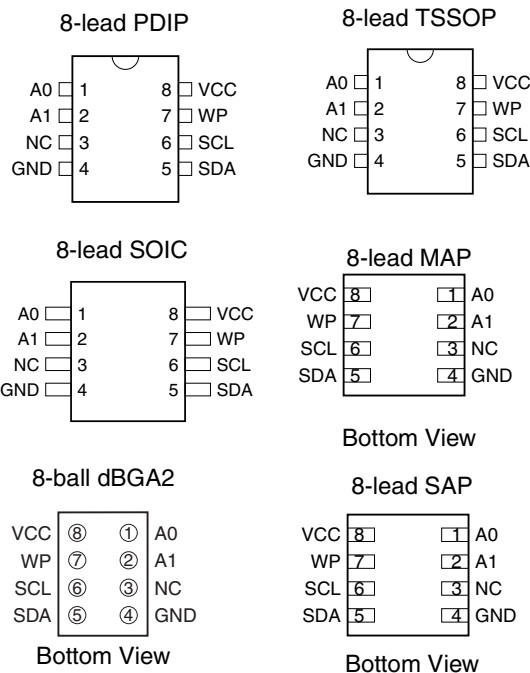 8-lead PDIP
A0 1 8 VCC
A1 2 7 WP
NC 3 6 SCL
GND 4 5 SDA
8-lead TSSOP
A0 1 8 VCC
A1 2 7 WP
NC 3 6 SCL
GND 4 5 SDA
8-lead SOIC
A0 1 8 VCC
A1 2 7 WP
NC 3 6 SCL
GND 4 5 SDA
8-lead MAP
VCC 8 1 A0
WP 7 2 A1
SCL 6 3 NC
SDA 5 4 GND
Bottom View
8-ball dBGA2
VCC 8 1 A0
WP 7 2 A1
SCL 6 3 NC
SDA 5 4 GND
Bottom View
8-lead SAP
VCC 8 1 A0
WP 7 2 A1
SCL 6 3 NC
SDA 5 4 GND
Bottom View